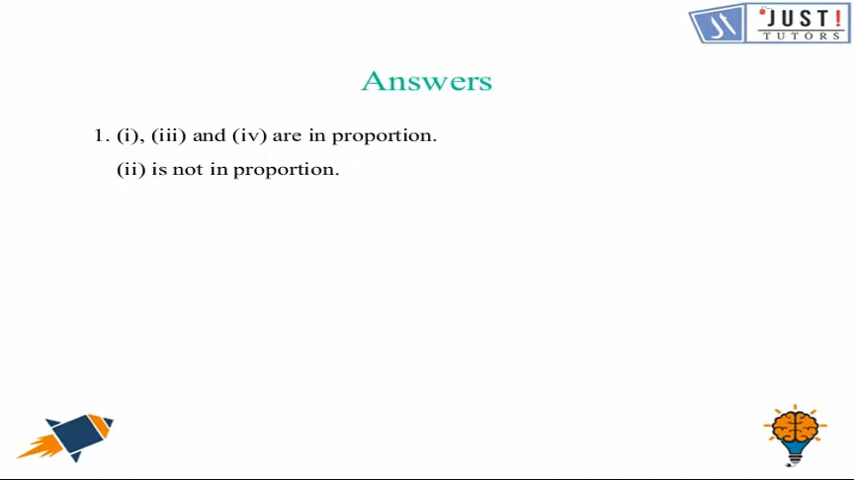 JUST!
TUTORS
Answers
1. (i), (iii) and (iv) are in proportion.
(ii) is not in proportion.